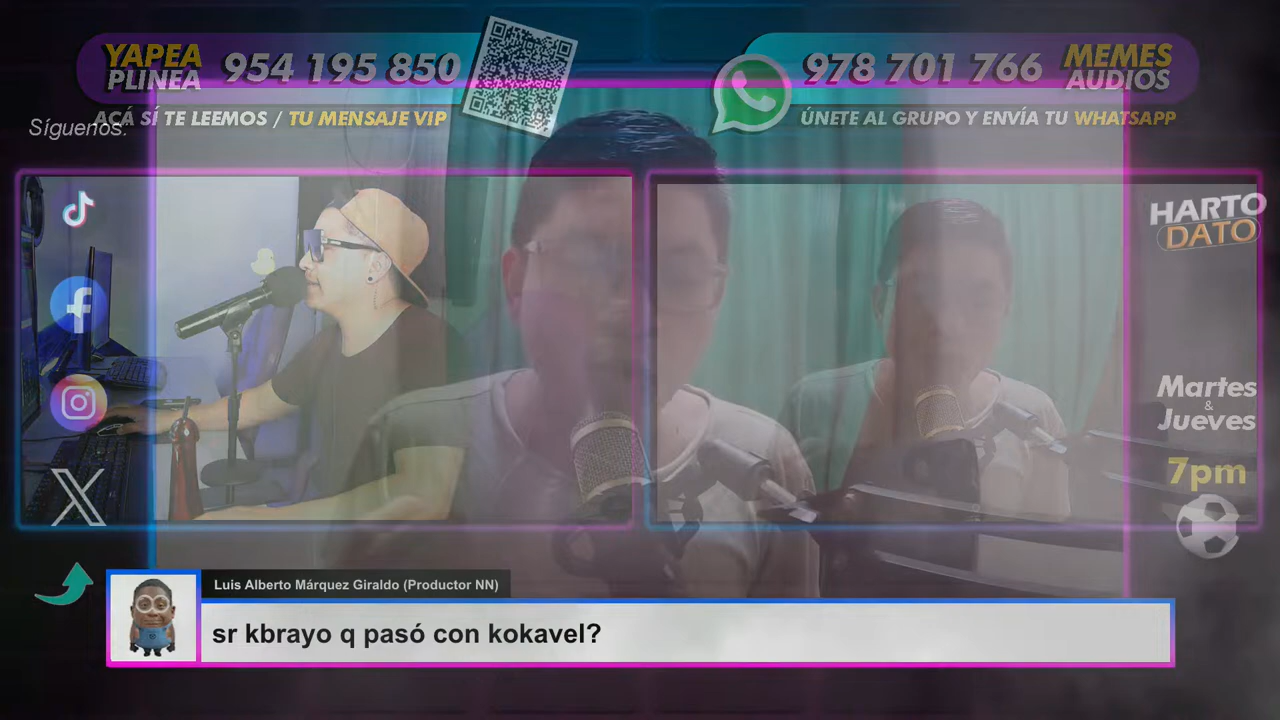 YAPEA
PLINEA
954 195 850
978 701 766
MEMES
AUDIOS
ACÁ SÍ TE LEEMOS / TU MENSAJE VIP
ÚNETE AL GRUPO Y ENVÍA TU WHATSAPP
Síguenos:
HARTO
DATO
Martes
&
Jueves
7pm
Luis Alberto Márquez Giraldo (Productor NN)
sr kbrayo q pasó con kokavel?